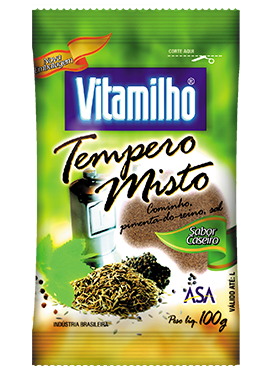 CORTE AQUI
Vitamilho®
Tempero
Misto
Cominho,
pimenta-do-reino, sal
Sabor
Caseiro
ASA
VÁLIDO ATÉ: L
INDÚSTRIA BRASILEIRA
Peso líq. 100g